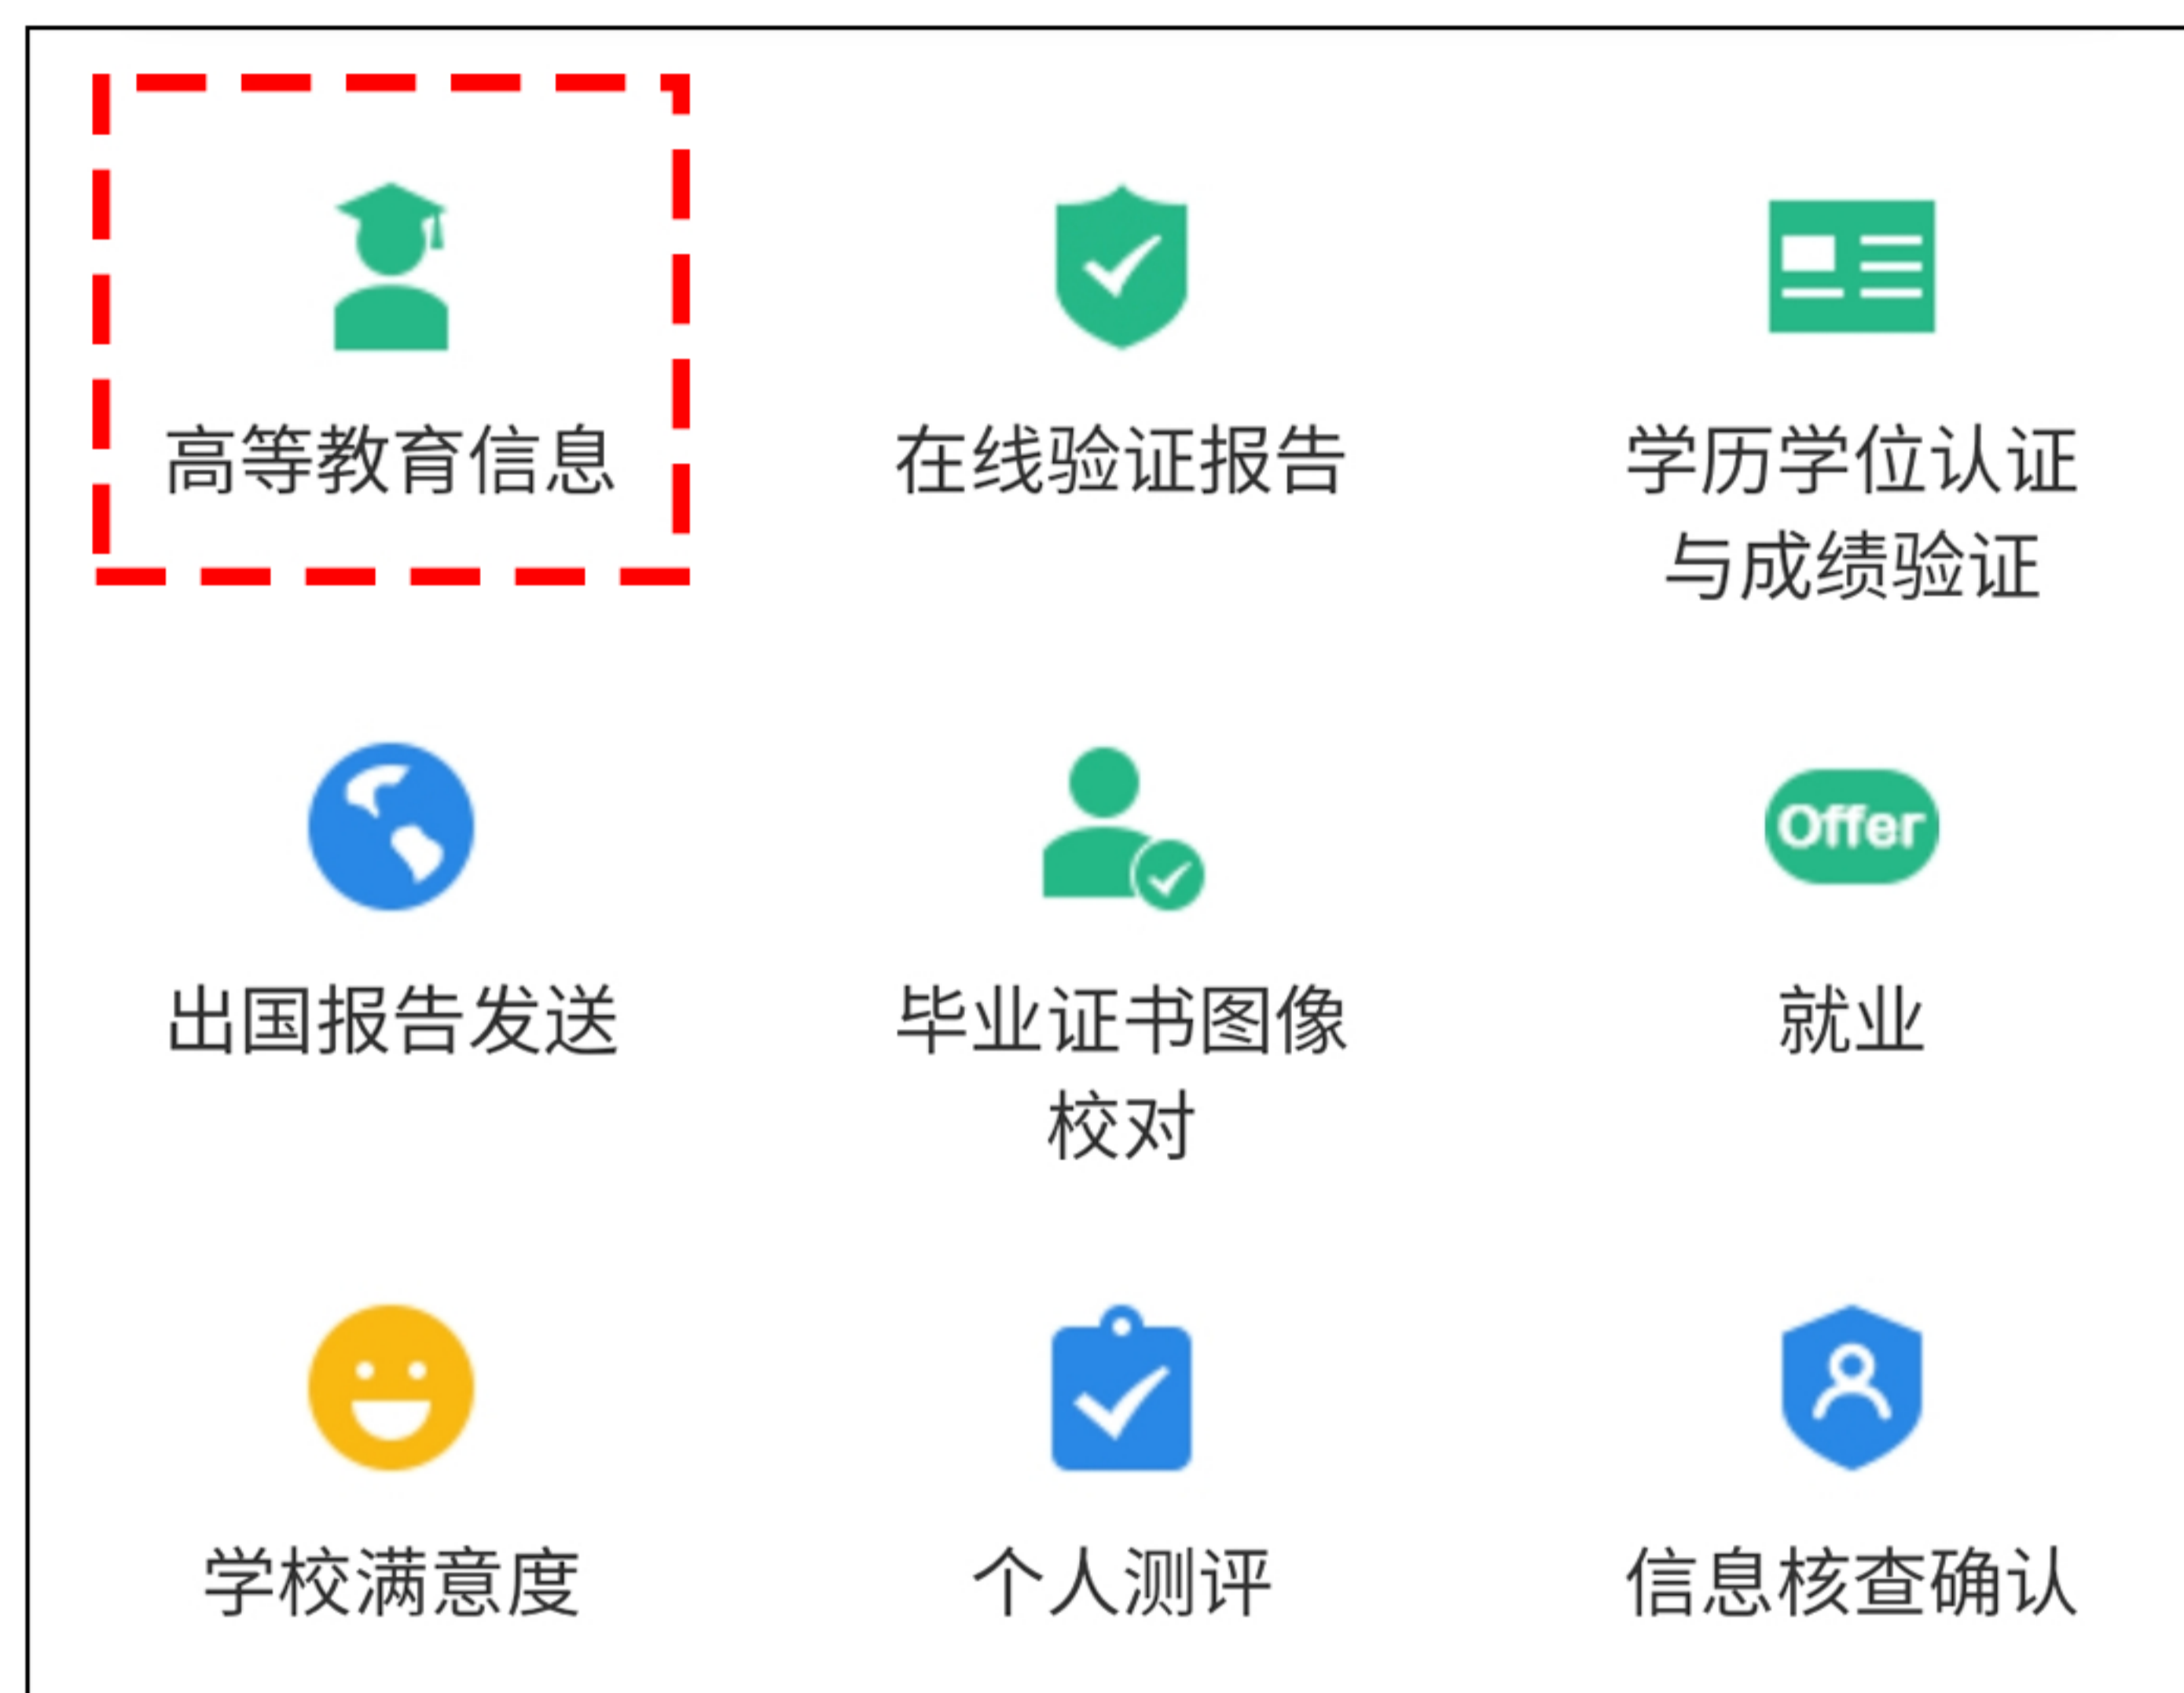 高等教育信息
在线验证报告
学历学位认证
与成绩验证
出国报告发送
毕业证书图像
校对
Offer
就业
学校满意度
个人测评
信息核查确认